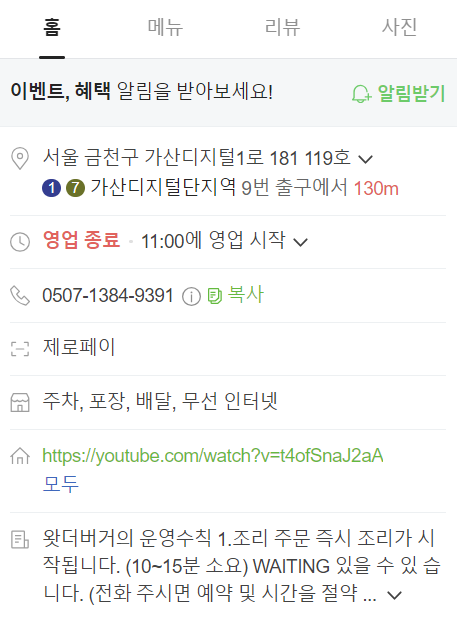 홈 메뉴 리뷰 사진
이벤트, 혜택 알림을 받아보세요! 알림받기
서울 금천구 가산디지털1로 181 119호
1 7 가산디지털단지역 9번 출구에서 130m
영업 종료 · 11:00에 영업 시작
0507-1384-9391 복사
제로페이
주차, 포장, 배달, 무선 인터넷
https://youtube.com/watch?v=t4ofSnaJ2aA
모두
왓더버거의 운영수칙 1.조리 주문 즉시 조리가 시
작됩니다. (10~15분 소요) WAITING 있을 수 있 습
니다. (전화 주시면 예약 및 시간을 절약 ...